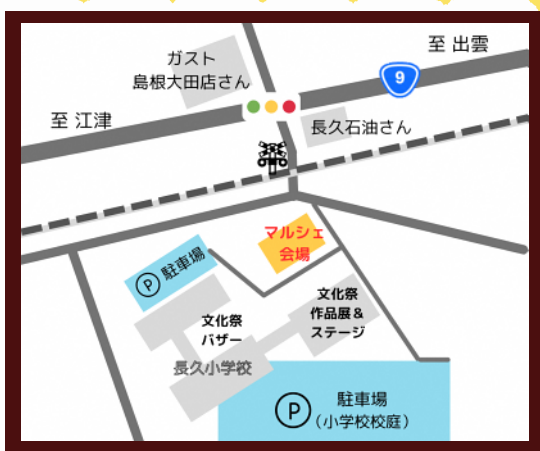 至 出雲
ガスト
島根大田店さん
9
至 江津
長久石油さん
マルシェ
会場
P 駐車場
文化祭
作品展&
ステージ
文化祭
バザー
長久小学校
P 駐車場
(小学校校庭)